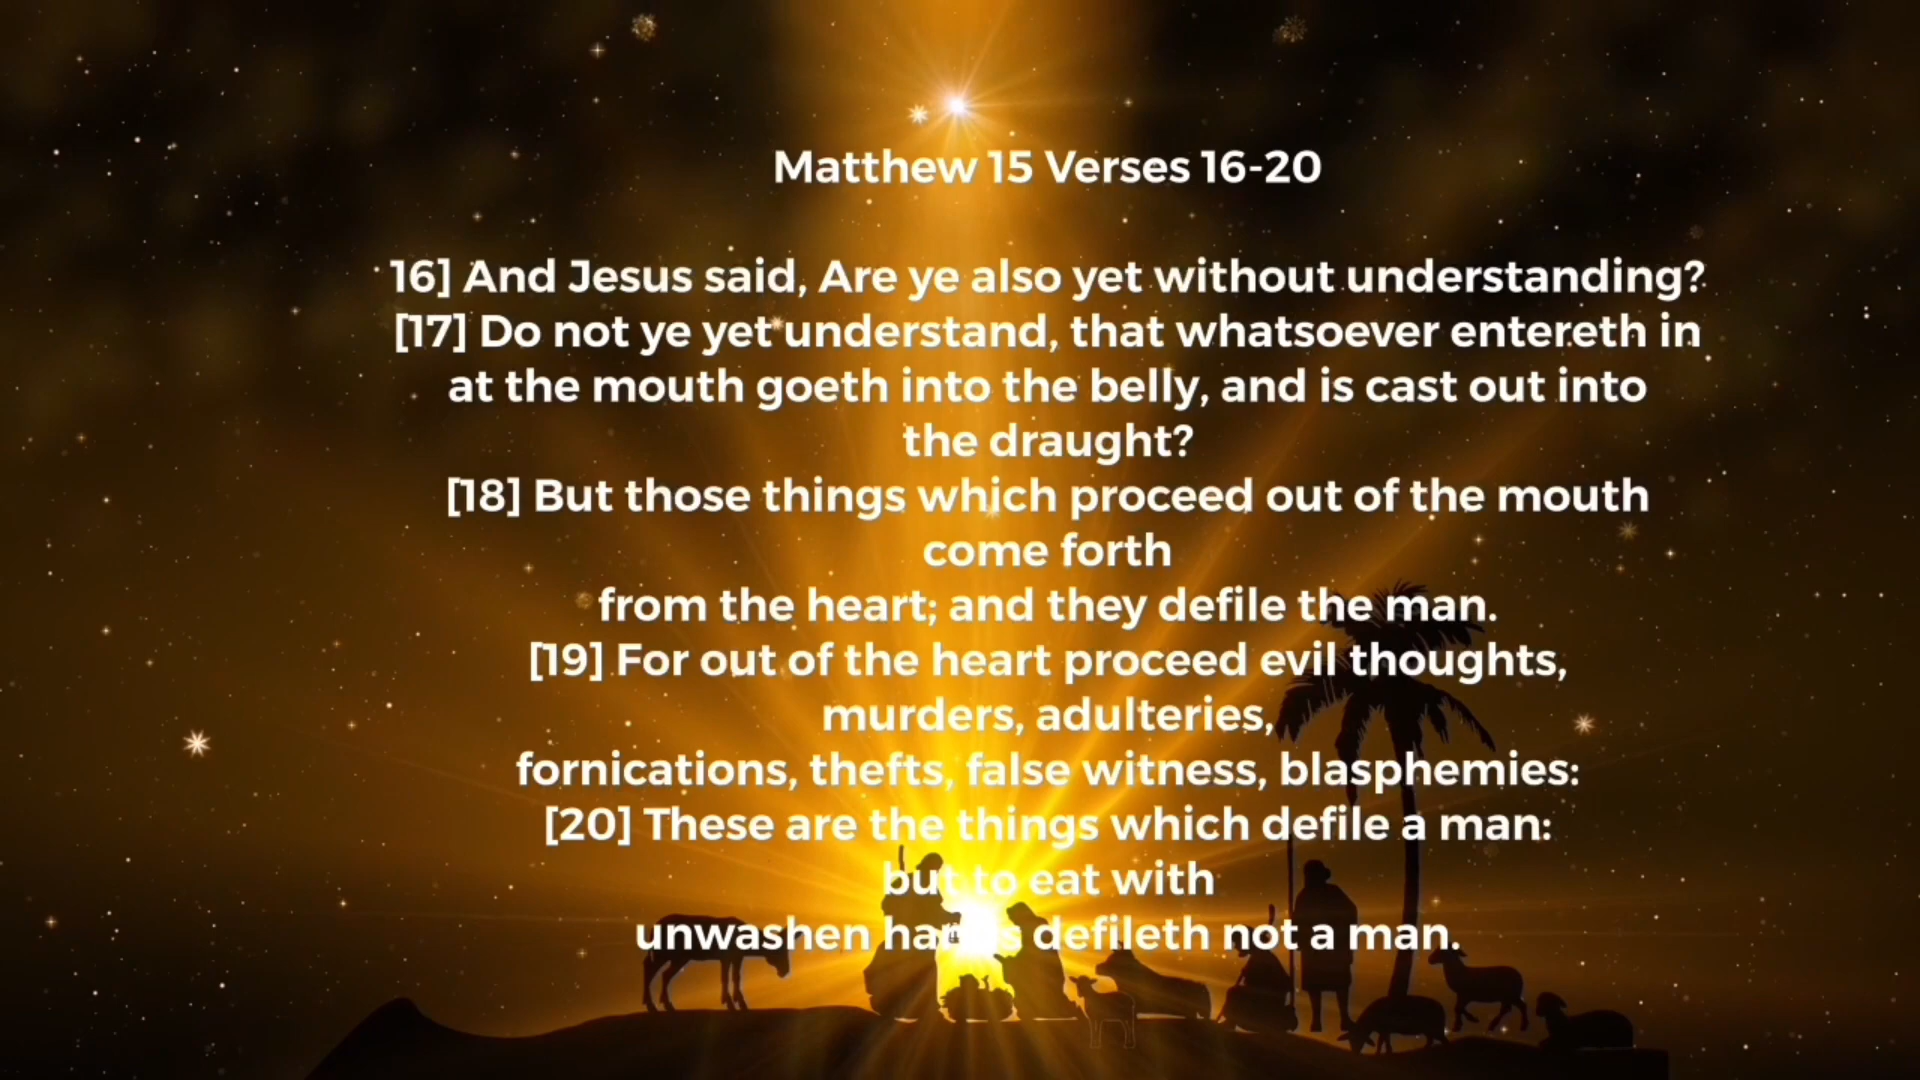 Matthew 15 Verses 16-20
16] And Jesus said, Are ye also yet without understanding?
[17] Do not ye yet understand, that whatsoever entereth in
at the mouth goeth into the belly, and is cast out into
the draught?
[18] But those things which proceed out of the mouth
come forth
from the heart; and they defile the man.
[19] For out of the heart proceed evil thoughts,
murders, adulteries,
fornications, thefts, false witness, blasphemies:
[20] These are the things which defile a man:
but to eat with
unwashen hands defileth not a man.